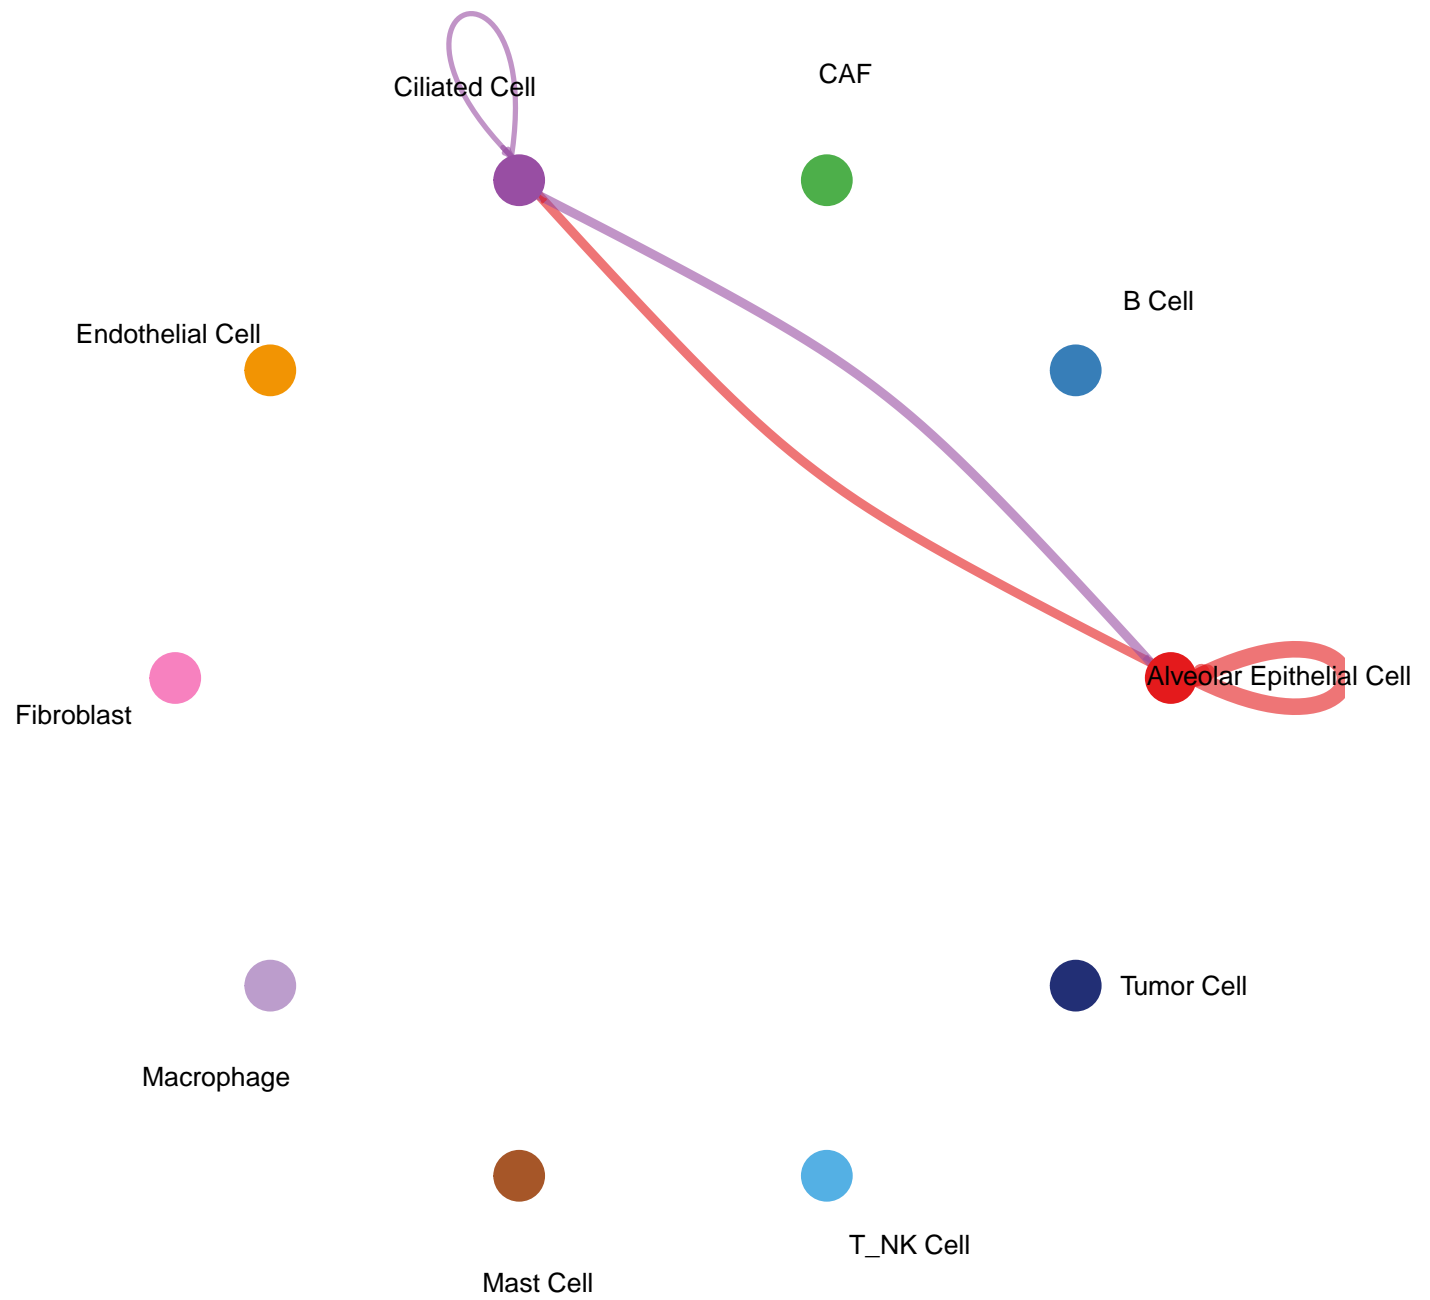 CAF
Ciliated Cell
B Cell
Endothelial Cell
Alveolar Epithelial Cell
Fibroblast
Tumor Cell
Macrophage
T_NK Cell
Mast Cell